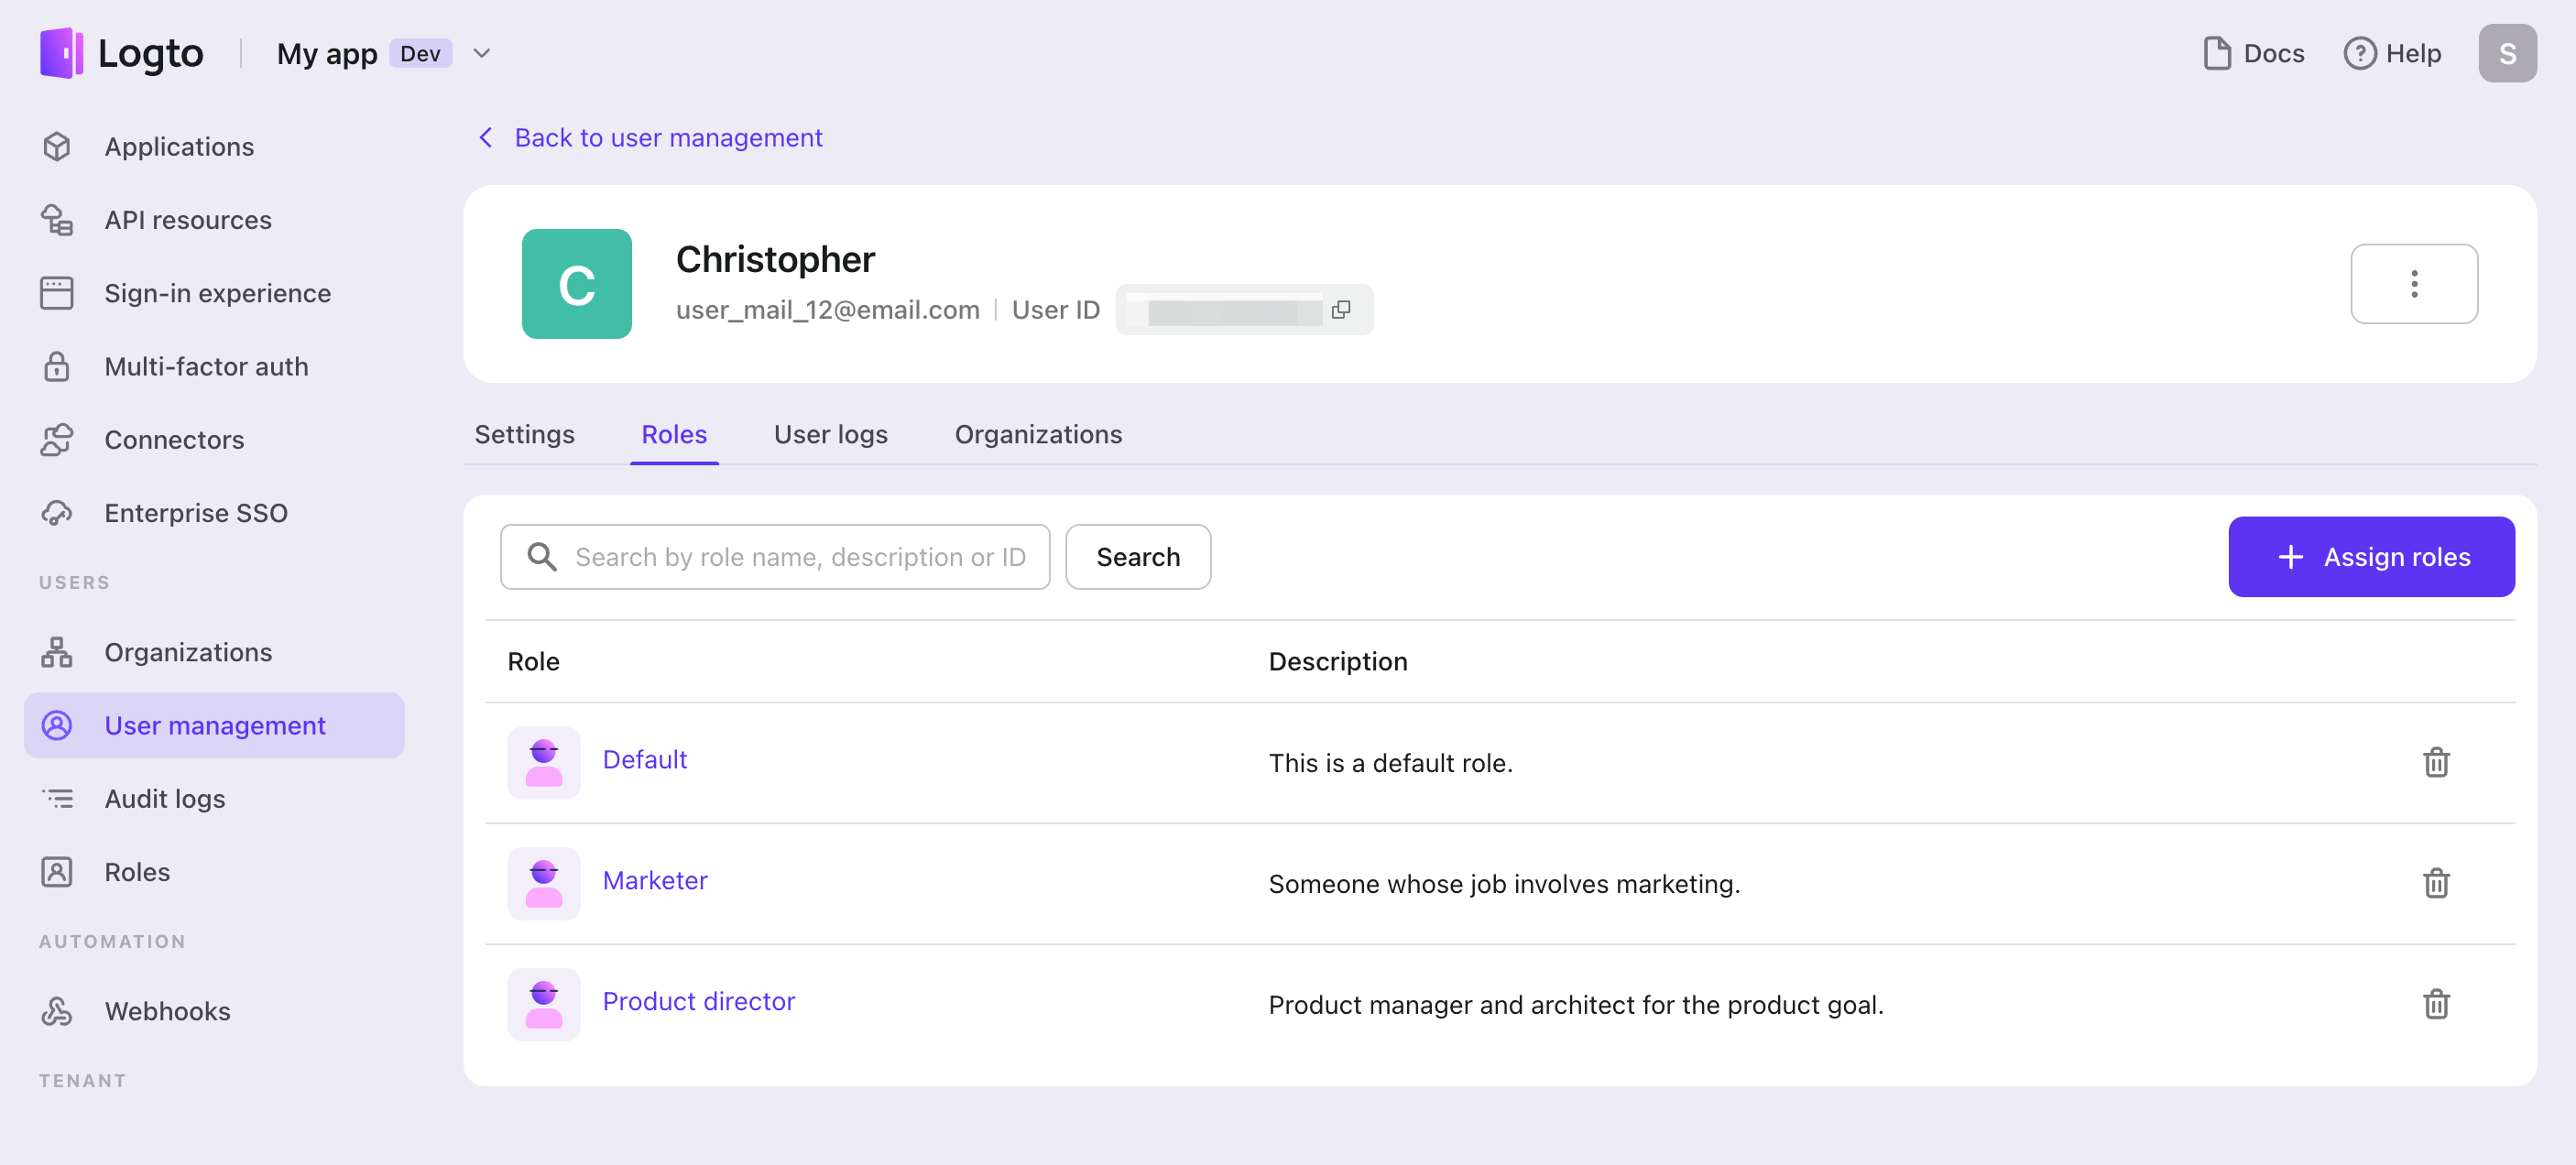 Logto
My app Dev
Docs
Help
S
Applications
API resources
Sign-in experience
Multi-factor auth
Connectors
Enterprise SSO
USERS
Organizations
User management
Audit logs
Roles
AUTOMATION
Webhooks
TENANT
Back to user management
C
Christopher
user_mail_12@email.com User ID
Settings Roles User logs Organizations
Search by role name, description or ID Search
Assign roles
Role Description
Default This is a default role.
Marketer Someone whose job involves marketing.
Product director Product manager and architect for the product goal.